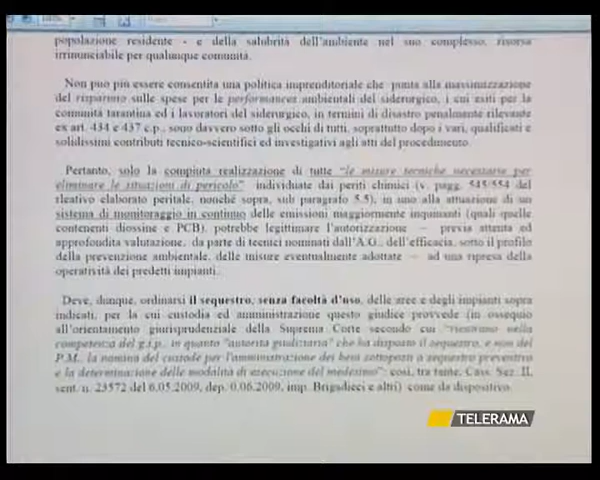 popolazione residente - e della salubrità dell'ambiente nel suo complesso, risorsa
irrinunciabile per qualunque comunità.
Non può più essere consentita una politica imprenditoriale che punta alla massimizzazione
del risparmio sulle spese per le performances ambientali del siderurgico, i cui esiti per la
comunità tarantina ed i lavoratori del siderurgico, in termini di disastro penalmente rilevante
ex art. 434 e 437 c.p., sono davvero sotto gli occhi di tutti, soprattutto dopo i vari, qualificati e
solidissimi contributi tecnico-scientifici ed investigativi agli atti del procedimento.
Pertanto, solo la compiuta realizzazione di tutte "le misure tecniche necessarie per
eliminare le situazioni di pericolo" individuate dai periti chimici (v. pagg. 545/554 del
rleativo elaborato peritale, nonché sopra, sub paragrafo 5.5), in uno alla attuazione di un
sistema di monitoraggio in continuo delle emissioni maggiormente inquinanti (quali quelle
contenenti diossine e PCB), potrebbe legittimare l'autorizzazione – previa attenta ed
approfondita valutazione, da parte di tecnici nominati dall'A.G., dell'efficacia, sotto il profilo
della prevenzione ambientale, delle misure eventualmente adottate – ad una ripresa della
operatività dei predetti impianti.
Deve, dunque, ordinarsi il sequestro, senza facoltà d'uso, delle aree e degli impianti sopra
indicati, per la cui custodia ed amministrazione questo giudice provvede (in ossequio
all'orientamento giurisprudenziale della Suprema Corte secondo cui "rientrano nella
competenza del g.i.p., in quanto "autorità giudiziaria" che ha disposto il sequestro, e non del
P.M., la nomina del custode per l'amministrazione dei beni sottoposti a sequestro preventivo
e la determinazione delle modalità di esecuzione del medesimo": così, tra tante, Cass. Sez. II,
sent. n. 23572 del 6.05.2009, dep. 0.06.2009, imp. Brigadieci e altri) come da dispositivo.
TELERAMA